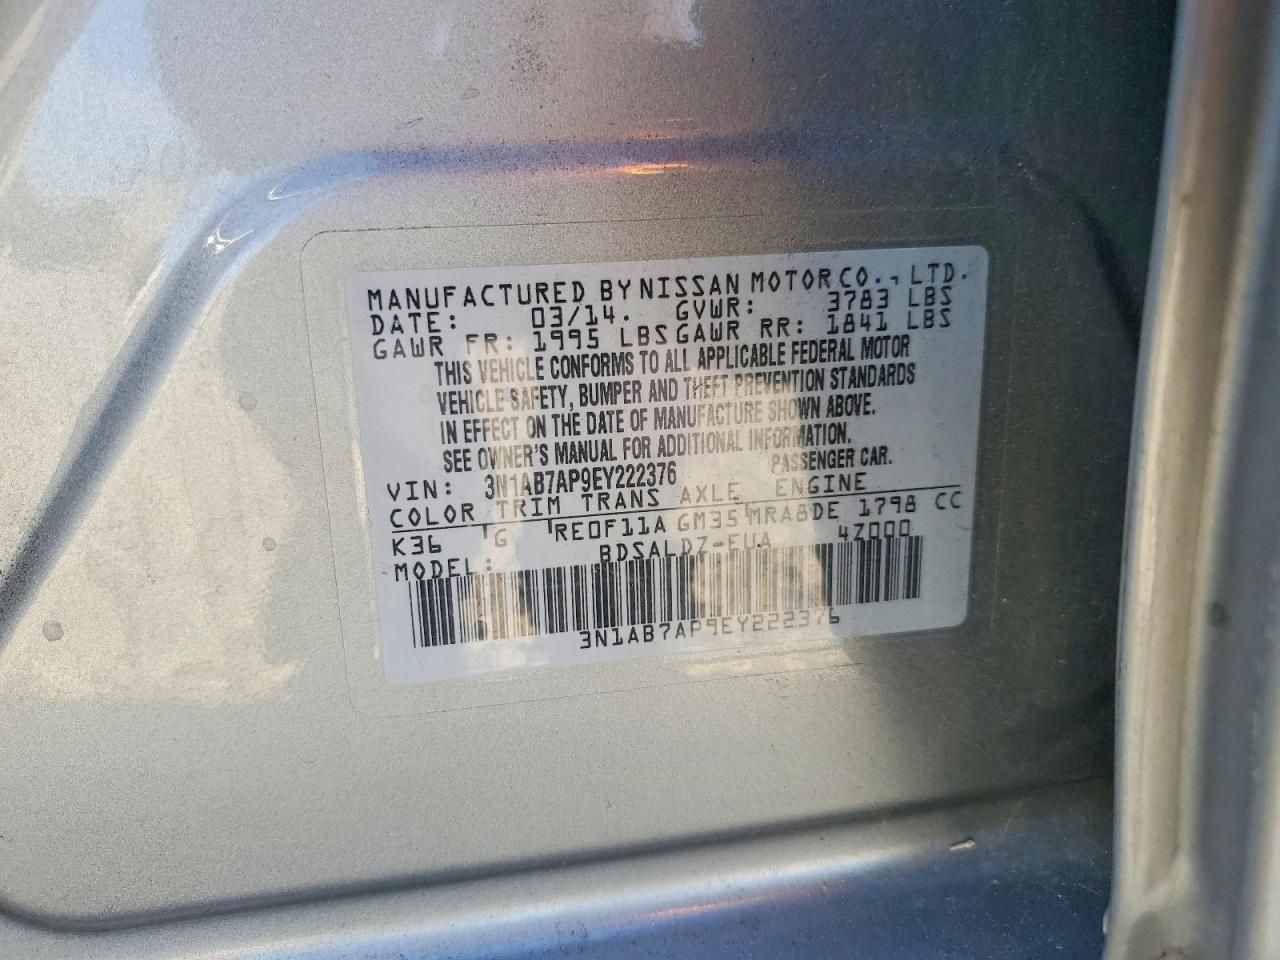 MANUFACTURED BY NISSAN MOTOR CO., LTD.
DATE: 03/14. GVWR: 3783 LBS
GAWR FR: 1995 LBS GAWR RR: 1841 LBS
THIS VEHICLE CONFORMS TO ALL APPLICABLE FEDERAL MOTOR
VEHICLE SAFETY, BUMPER AND THEFT PREVENTION STANDARDS
IN EFFECT ON THE DATE OF MANUFACTURE SHOWN ABOVE.
SEE OWNER'S MANUAL FOR ADDITIONAL INFORMATION.
VIN: 3N1AB7AP9EY222376 PASSENGER CAR.
COLOR TRIM TRANS AXLE ENGINE
K36 G RE0F11A GM35 MRA8DE 1798 CC
MODEL: BDSALDZ-EUA 4Z000
3N1AB7AP9EY222376